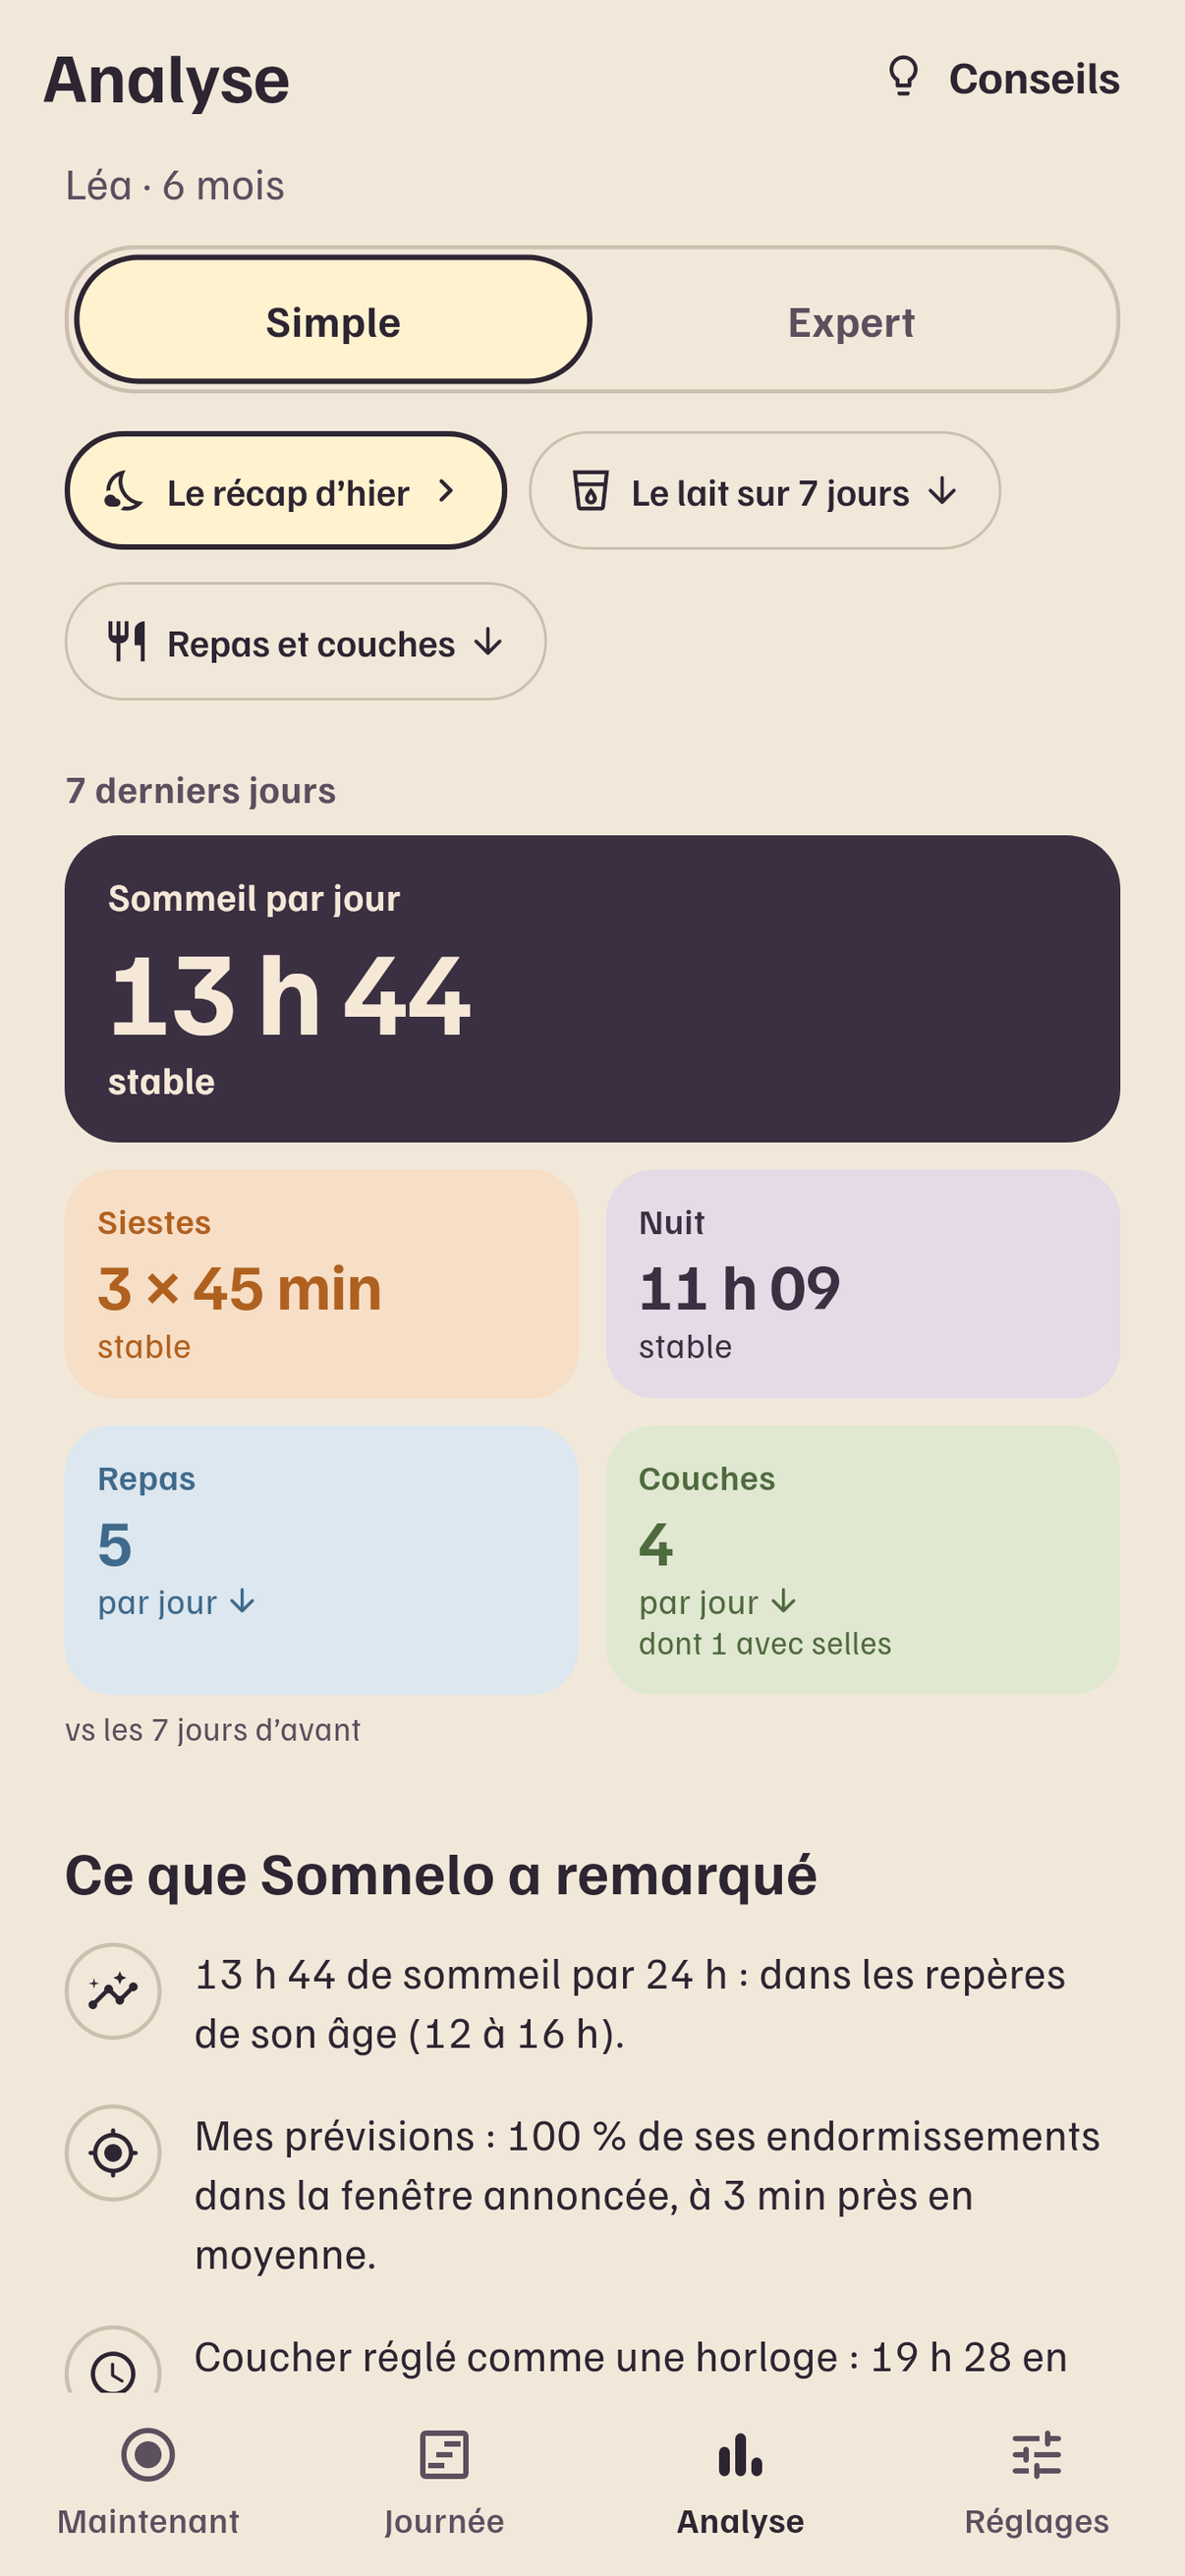 Analyse
Conseils
Léa · 6 mois
Simple
Expert
Le récap d’hier
Le lait sur 7 jours
Repas et couches
7 derniers jours
Sommeil par jour
13 h 44
stable
Siestes
3 × 45 min
stable
Nuit
11 h 09
stable
Repas
5
par jour ↓
Couches
4
par jour ↓
dont 1 avec selles
vs les 7 jours d’avant
Ce que Somnelo a remarqué
13 h 44 de sommeil par 24 h : dans les repères
de son âge (12 à 16 h).
Mes prévisions : 100 % de ses endormissements
dans la fenêtre annoncée, à 3 min près en
moyenne.
Coucher réglé comme une horloge : 19 h 28 en
Maintenant
Journée
Analyse
Réglages